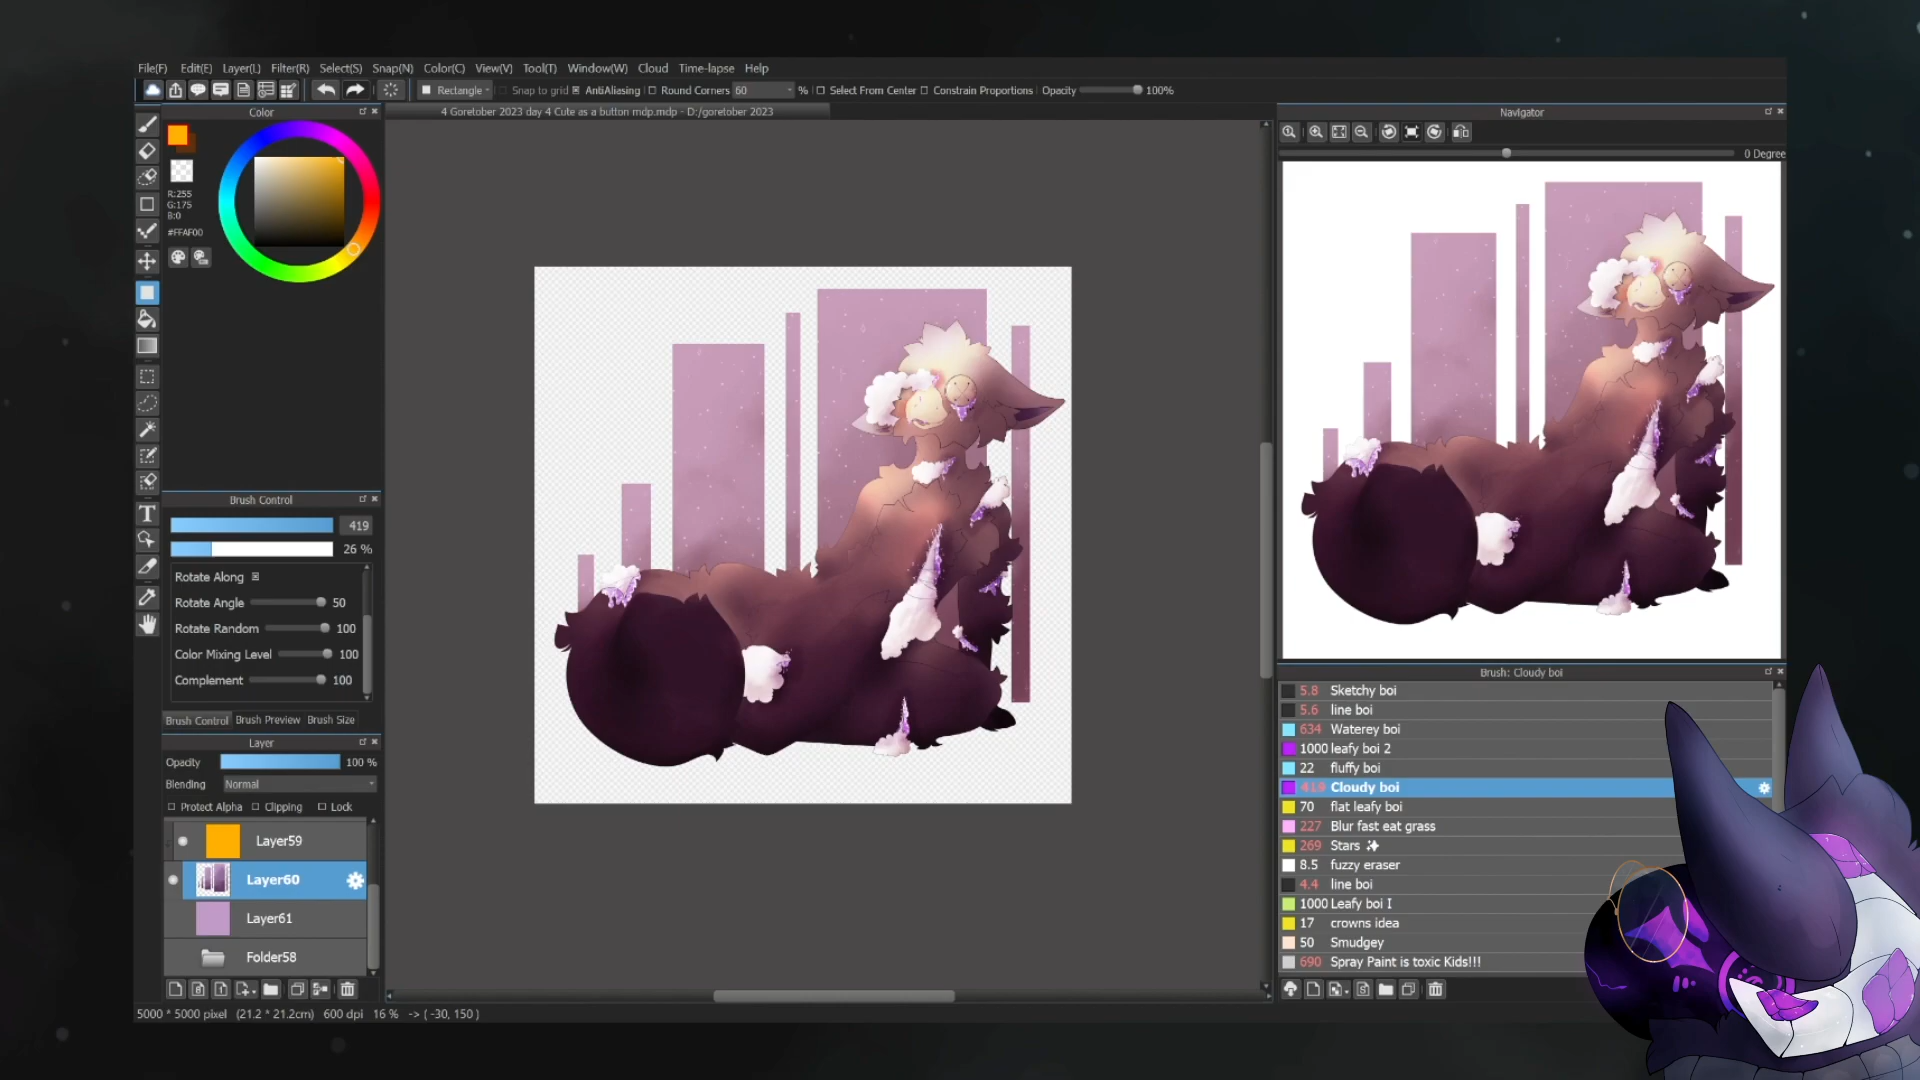 File(F) Edit(E) Layer(L) Filter(R) Select(S) Snap(N) Color(C) View(V) Tool(T) Window(W) Cloud Time-lapse Help
Rectangle Snap to grid AntiAliasing Round Corners 60 % Select From Center Constrain Proportions Opacity 100%
Color
4 Goretober 2023 day 4 Cute as a button mdp.mdp - D:/goretober 2023
Navigator
0 Degree
R:255
G:175
B:0
#FFAF00
Brush Control
419
26 %
Rotate Along
Rotate Angle 50
Rotate Random 100
Color Mixing Level 100
Complement 100
Brush Control Brush Preview Brush Size
Layer
Opacity 100 %
Blending Normal
Protect Alpha Clipping Lock
Layer59
Layer60
Layer61
Folder58
Brush: Cloudy boi
5.8 Sketchy boi
5.6 line boi
634 Waterey boi
1000 leafy boi 2
22 fluffy boi
419 Cloudy boi
70 flat leafy boi
227 Blur fast eat grass
269 Stars ✨
8.5 fuzzy eraser
4.4 line boi
1000 Leafy boi I
17 crowns idea
50 Smudgey
690 Spray Paint is toxic Kids!!!
5000 * 5000 pixel (21.2 * 21.2cm) 600 dpi 16 % -> ( -30, 150 )